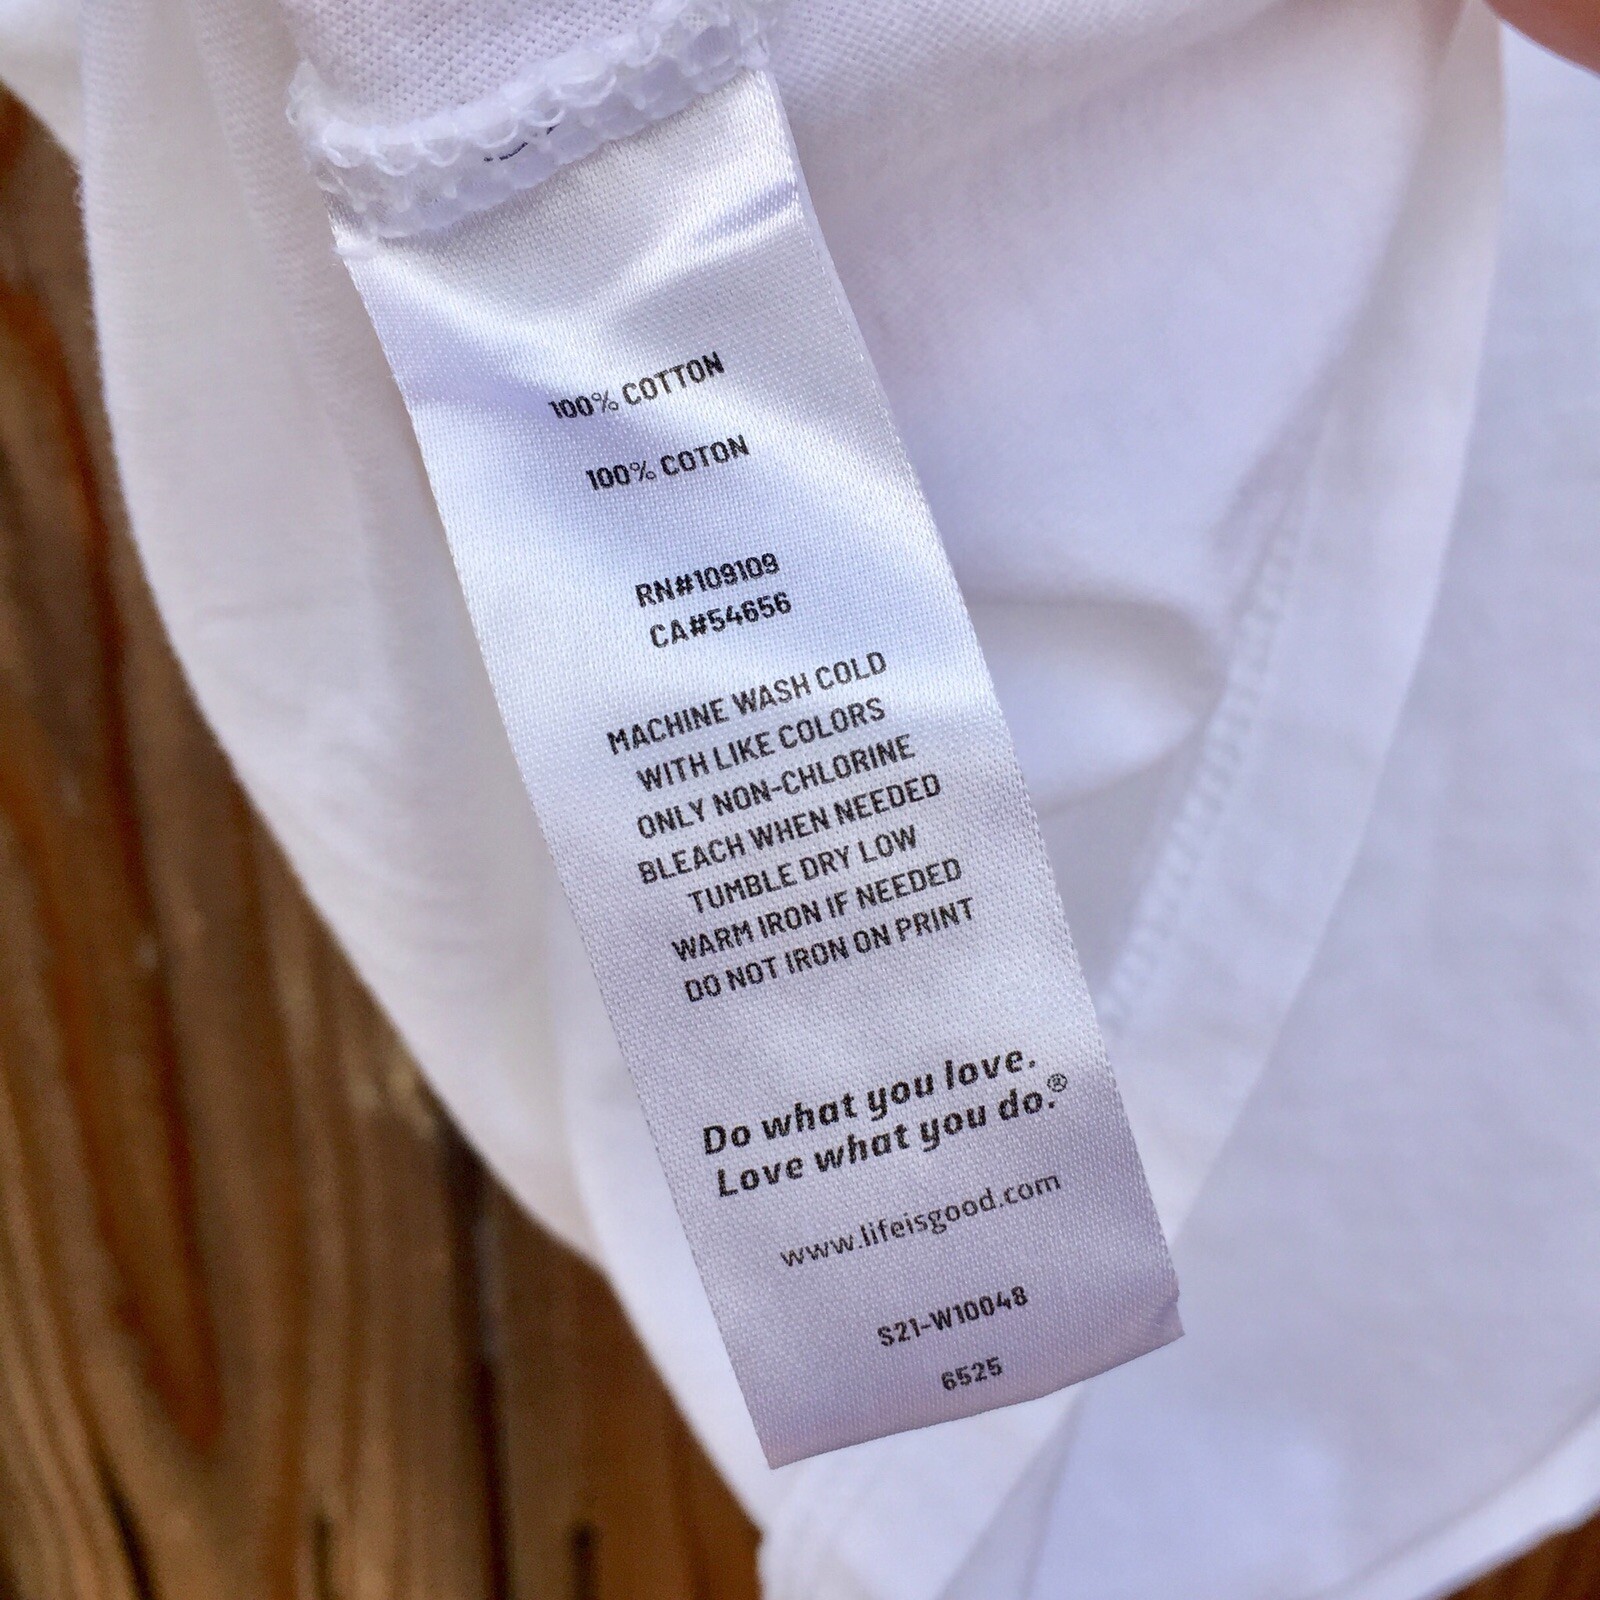 100% COTTON
100% COTON
RN#109109
CA#54656
MACHINE WASH COLD
WITH LIKE COLORS
ONLY NON-CHLORINE
BLEACH WHEN NEEDED
TUMBLE DRY LOW
WARM IRON IF NEEDED
DO NOT IRON ON PRINT
Do what you love.
Love what you do.®
www.lifeisgood.com
S21-W10048
6525